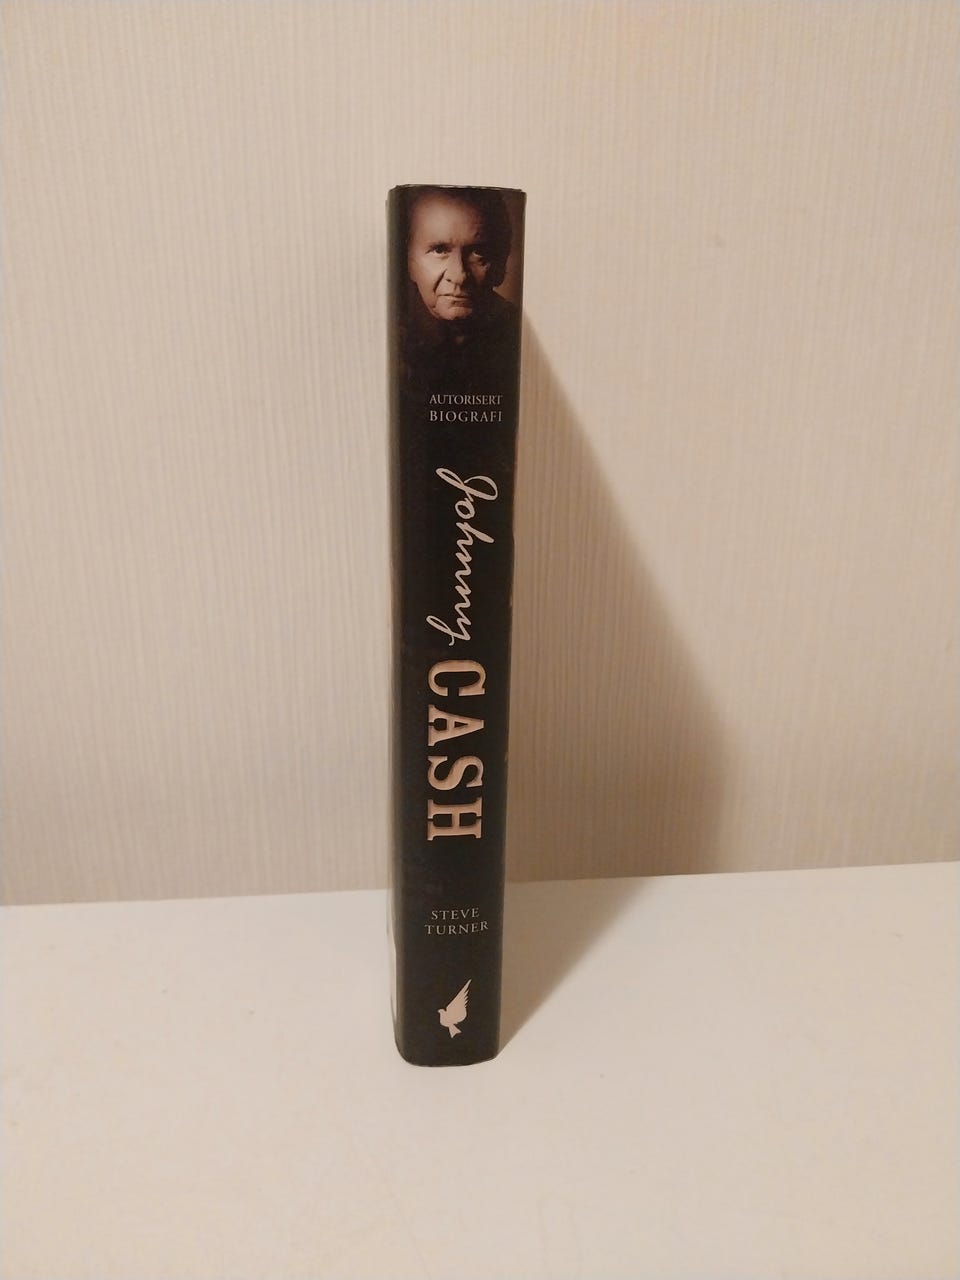 AUTORISERT
BIOGRAFI
Johnny CASH
STEVE
TURNER